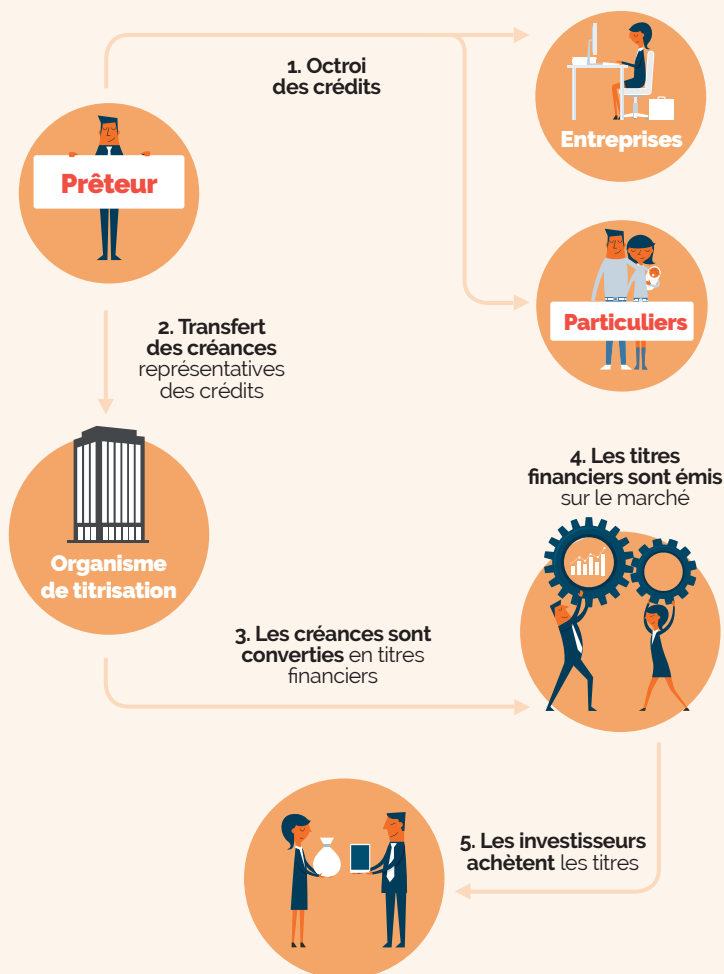 1. Octroi
des crédits
Entreprises
Prêteur
Particuliers
2. Transfert
des créances
représentatives
des crédits
4. Les titres
financiers sont émis
sur le marché
Organisme
de titrisation
3. Les créances sont
converties en titres
financiers
5. Les investisseurs
achètent les titres